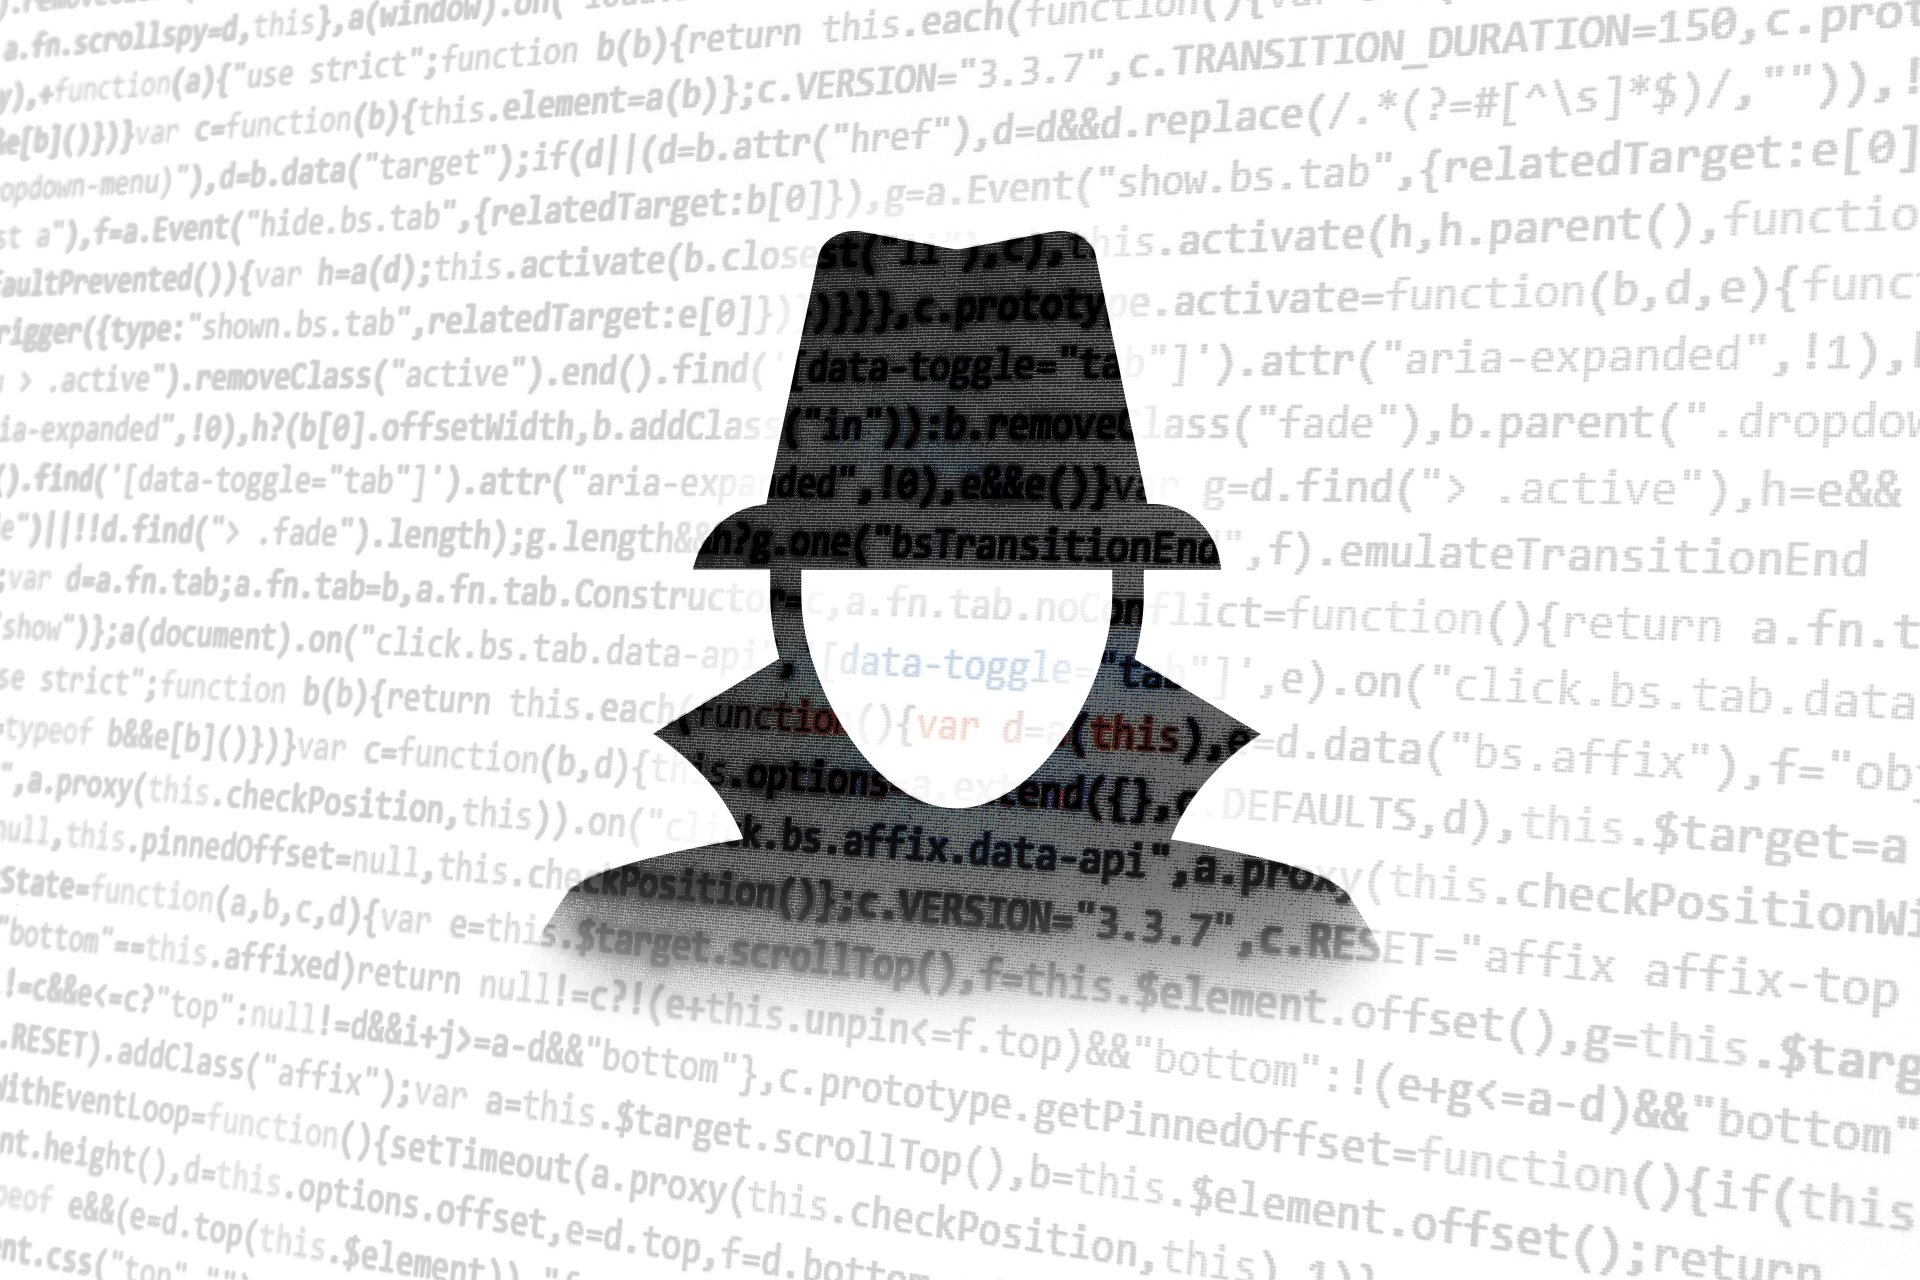 a.fn.scrollspy=d,this},a(window).on("
y),+function(a){"use strict";function b(b){return this.each(function(){var
&e[b]()})}var c=function(b){this.element=a(b)};c.VERSION="3.3.7",c.TRANSITION_DURATION=150,c.prot
opdown-menu)"),d=b.data("target");if(d||(d=b.attr("href"),d=d&&d.replace(/.*(?=#[^\s]*$)/,"")),!
st a"),f=a.Event("hide.bs.tab",{relatedTarget:b[0]}),g=a.Event("show.bs.tab",{relatedTarget:e[0]
faultPrevented()){var h=a(d);this.activate(b.closest("li"),c),this.activate(h,h.parent(),functio
rigger({type:"shown.bs.tab",relatedTarget:e[0]})})}}},c.prototype.activate=function(b,d,e){func
> .active").removeClass("active").end().find('[data-toggle="tab"]').attr("aria-expanded",!1),
ia-expanded",!0),h?(b[0].offsetWidth,b.addClass("in")):b.removeClass("fade"),b.parent(".dropdow
().find('[data-toggle="tab"]').attr("aria-expanded",!0),e&&e()}var g=d.find("> .active"),h=e&&
e")||!!d.find("> .fade").length);g.length&&h?g.one("bsTransitionEnd",f).emulateTransitionEnd
;var d=a.fn.tab;a.fn.tab=b,a.fn.tab.Constructor=c,a.fn.tab.noConflict=function(){return a.fn.t
"show")};a(document).on("click.bs.tab.data-api",'[data-toggle="tab"]',e).on("click.bs.tab.data
se strict";function b(b){return this.each(function(){var d=a(this),e=d.data("bs.affix"),f="ob
=typeof b&&e[b]()})}var c=function(b,d){this.options=a.extend({},c.DEFAULTS,d),this.$target=a
",a.proxy(this.checkPosition,this)).on("click.bs.affix.data-api",a.proxy(this.checkPositionWi
null,this.pinnedOffset=null,this.checkPosition()};c.VERSION="3.3.7",c.RESET="affix affix-top
State=function(a,b,c,d){var e=this.$target.scrollTop(),f=this.$element.offset(),g=this.$targ
"bottom"==this.affixed)return null!=c?!(e+this.unpin<=f.top)&&"bottom":!(e+g<=a-d)&&"bottom"
!=c&&e<=c?"top":null!=d&&i+j>=a-d&&"bottom"},c.prototype.getPinnedOffset=function(){if(this
.RESET).addClass("affix");var a=this.$target.scrollTop(),b=this.$element.offset();return
WithEventLoop=function(){setTimeout(a.proxy(this.checkPosition,this),1)}
nt.height(),d=this.options.offset,e=d.top,f=d.bottom
peof e&&(e=d.top(this.$element)),"f
nt.css("top","")